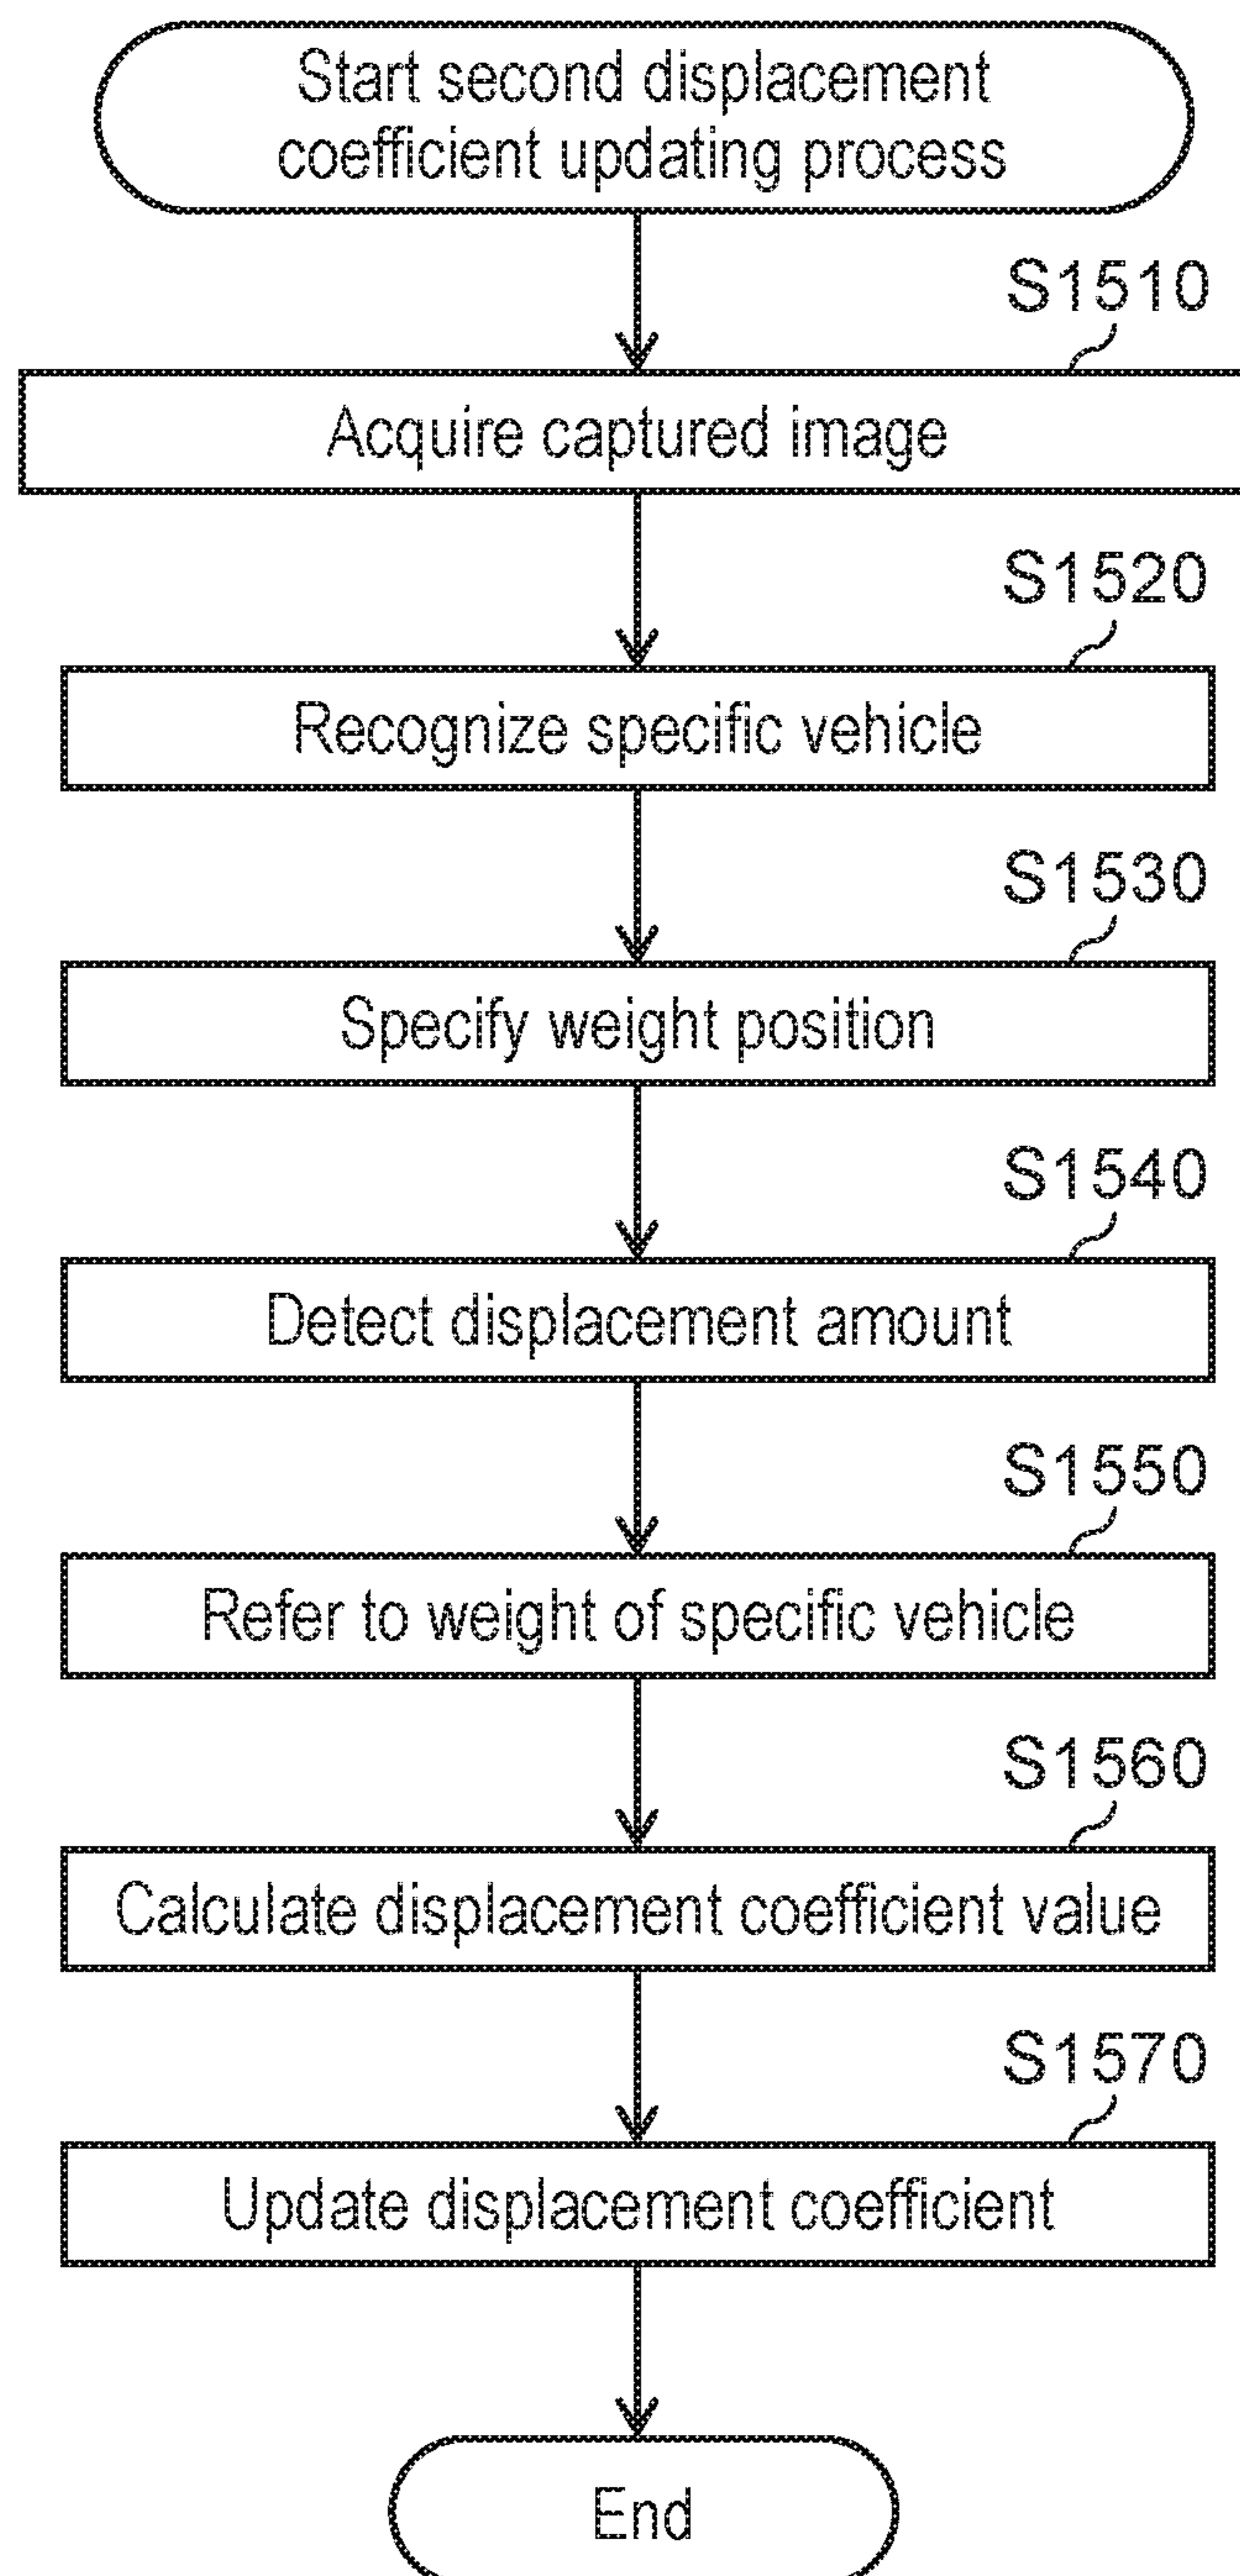 Start second displacement
coefficient updating process
S1510
Acquire captured image
S1520
Recognize specific vehicle
S1530
Specify weight position
S1540
Detect displacement amount
S1550
Refer to weight of specific vehicle
S1560
Calculate displacement coefficient value
S1570
Update displacement coefficient
End